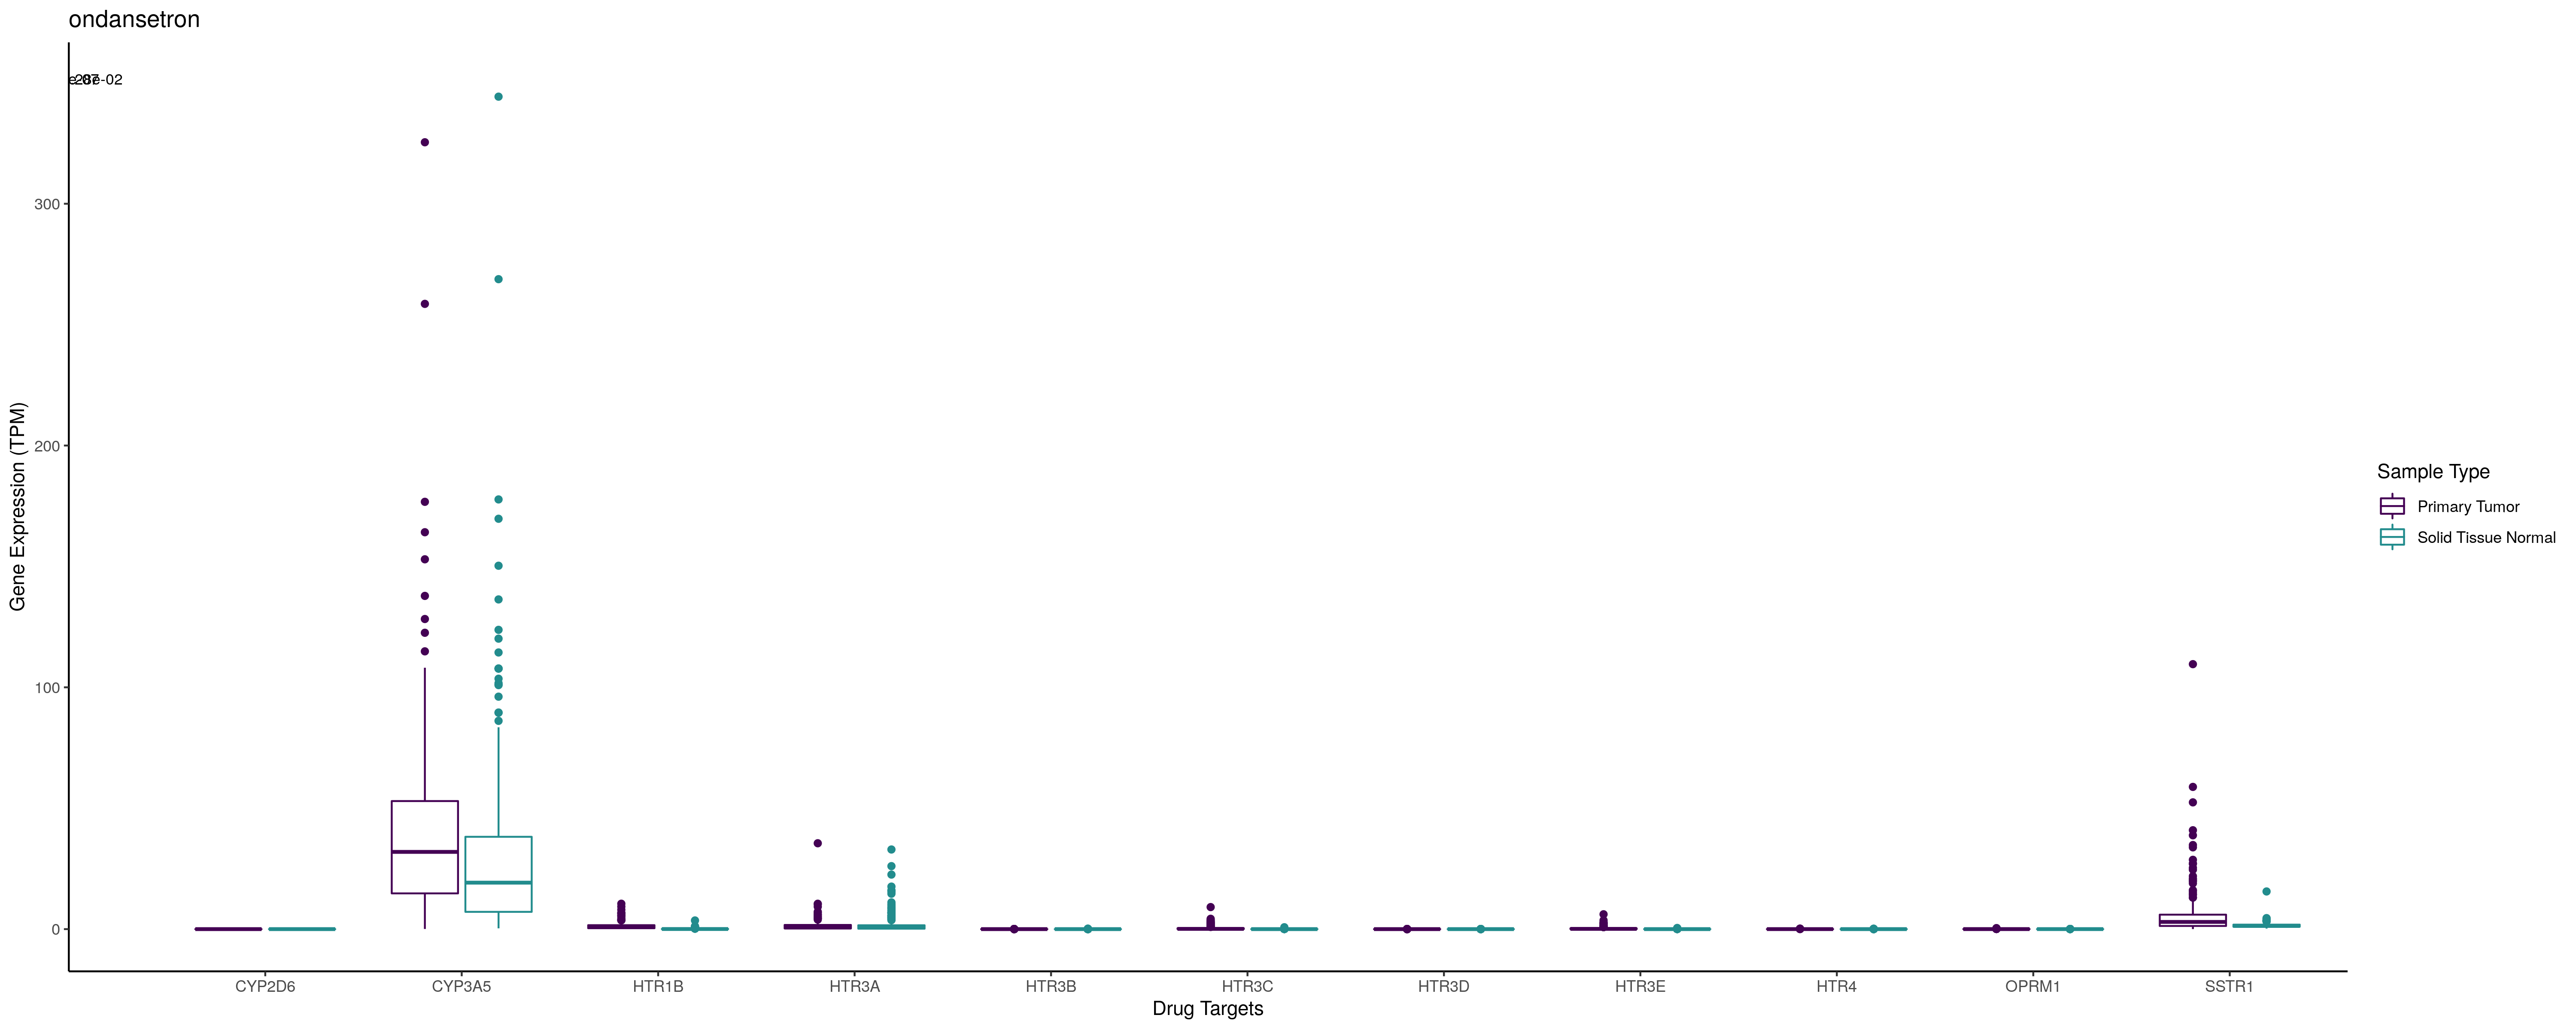 ondansetron
300
200
100
0
Gene Expression (TPM)
CYP2D6 CYP3A5 HTR1B HTR3A HTR3B HTR3C HTR3D HTR3E HTR4 OPRM1 SSTR1
Drug Targets
Sample Type
Primary Tumor
Solid Tissue Normal